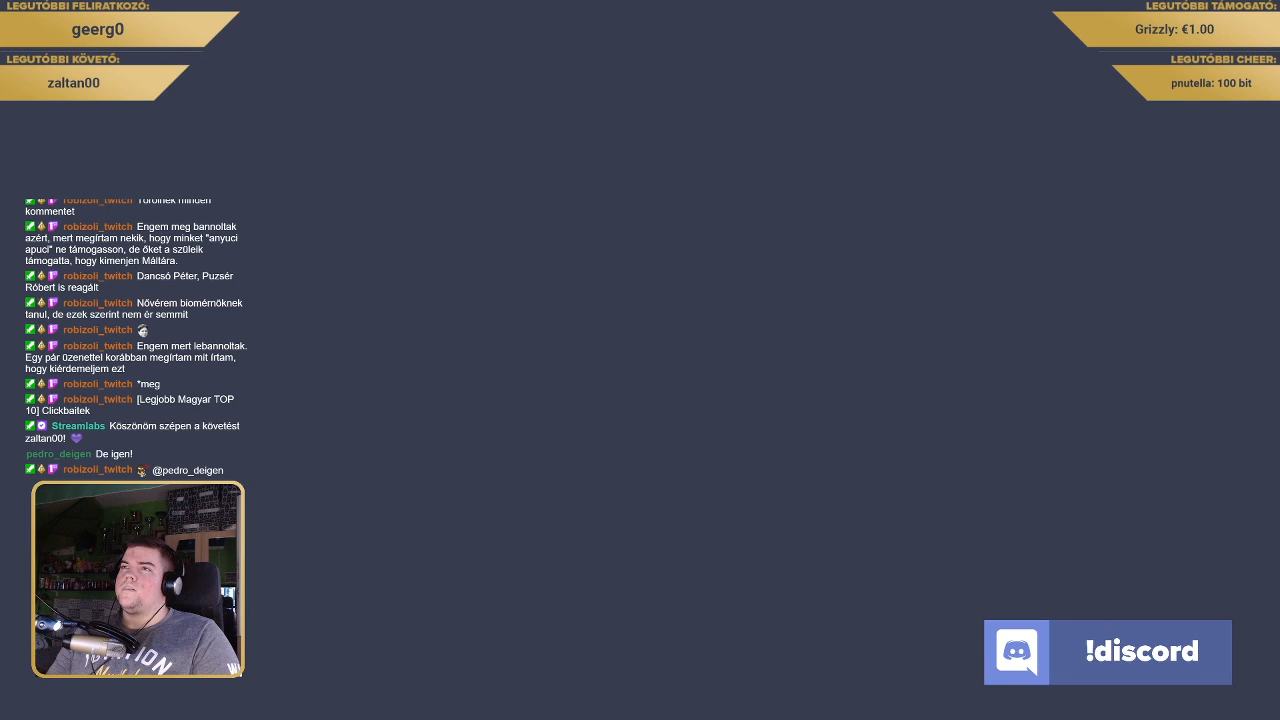 LEGUTÓBBI FELIRATKOZÓ:
geerg0
LEGUTÓBBI KÖVETŐ:
zaltan00
LEGUTÓBBI TÁMOGATÓ:
Grizzly: €1.00
LEGUTÓBBI CHEER:
pnutella: 100 bit
robizoli_twitch Törölnek minden
kommentet
robizoli_twitch Engem meg bannoltak
azért, mert megírtam nekik, hogy minket "anyuci
apuci" ne támogasson, de őket a szüleik
támogatta, hogy kimenjen Máltára.
robizoli_twitch Dancsó Péter, Puzsér
Róbert is reagált
robizoli_twitch Nővérem biomérnöknek
tanul, de ezek szerint nem ér semmit
robizoli_twitch
robizoli_twitch Engem mert lebannoltak.
Egy pár üzenettel korábban megírtam mit írtam,
hogy kiérdemeljem ezt
robizoli_twitch *meg
robizoli_twitch [Legjobb Magyar TOP
10] Clickbaitek
Streamlabs Köszönöm szépen a követést
zaltan00!
pedro_deigen De igen!
robizoli_twitch @pedro_deigen
!discord